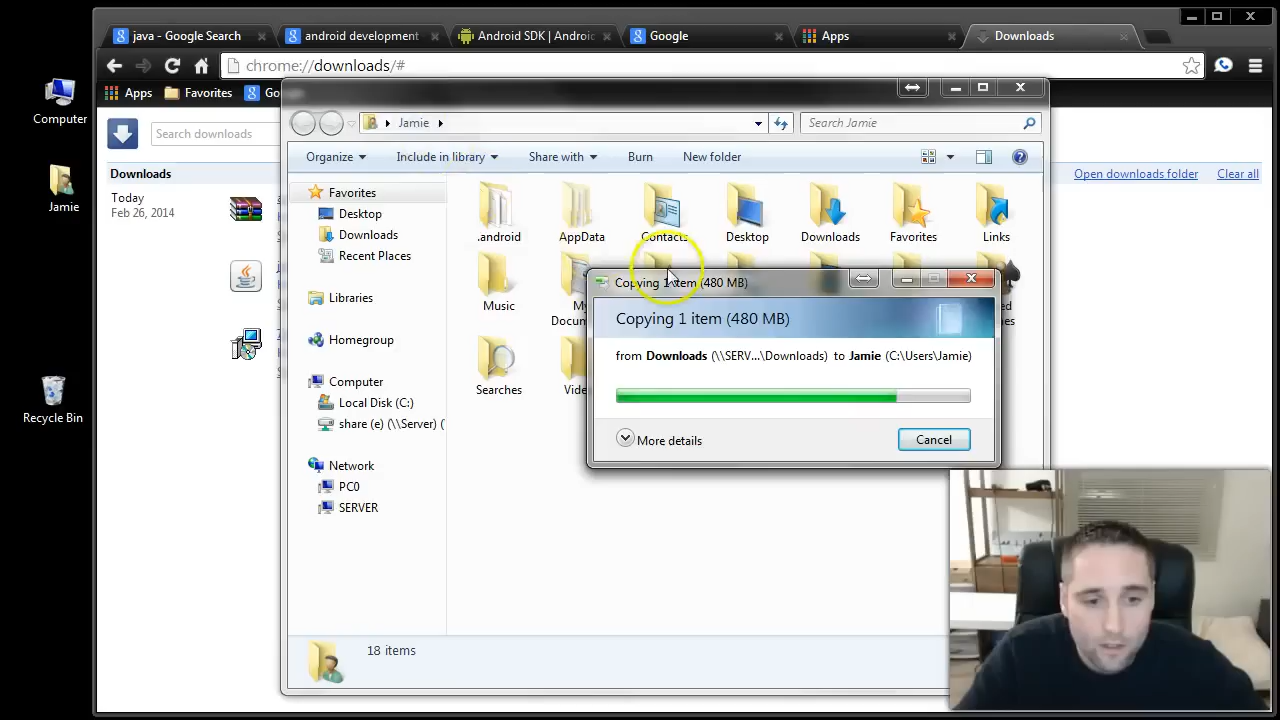 java - Google Search
android development
Android SDK | Androi
Google
Apps
Downloads
chrome://downloads/#
Apps
Favorites
Go
Search downloads
Downloads
Open downloads folder
Clear all
Today
Feb 26, 2014
Computer
Jamie
Recycle Bin
Jamie
Search Jamie
Organize
Include in library
Share with
Burn
New folder
Favorites
Desktop
Downloads
Recent Places
Libraries
Homegroup
Computer
Local Disk (C:)
share (e) (\\Server) (
Network
PC0
SERVER
.android
AppData
Contacts
Desktop
Downloads
Favorites
Links
Music
My
Searches
Copying 1 item (480 MB)
Copying 1 item (480 MB)
from Downloads (\\SERV...\Downloads) to Jamie (C:\Users\Jamie)
More details
Cancel
18 items